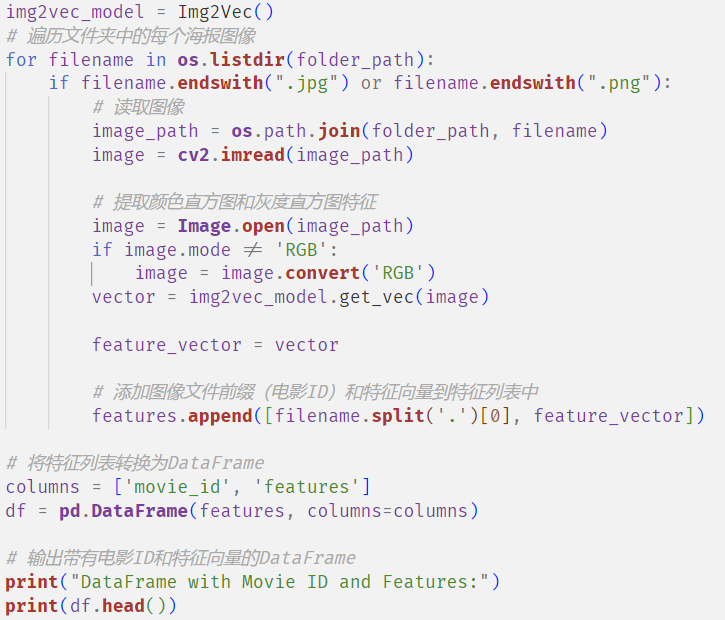 img2vec_model = Img2Vec()
# 遍历文件夹中的每个海报图像
for filename in os.listdir(folder_path):
    if filename.endswith(".jpg") or filename.endswith(".png"):
        # 读取图像
        image_path = os.path.join(folder_path, filename)
        image = cv2.imread(image_path)

        # 提取颜色直方图和灰度直方图特征
        image = Image.open(image_path)
        if image.mode ≠ 'RGB':
            image = image.convert('RGB')
        vector = img2vec_model.get_vec(image)

        feature_vector = vector

        # 添加图像文件前缀（电影ID）和特征向量到特征列表中
        features.append([filename.split('.')[0], feature_vector])

# 将特征列表转换为DataFrame
columns = ['movie_id', 'features']
df = pd.DataFrame(features, columns=columns)

# 输出带有电影ID和特征向量的DataFrame
print("DataFrame with Movie ID and Features:")
print(df.head())